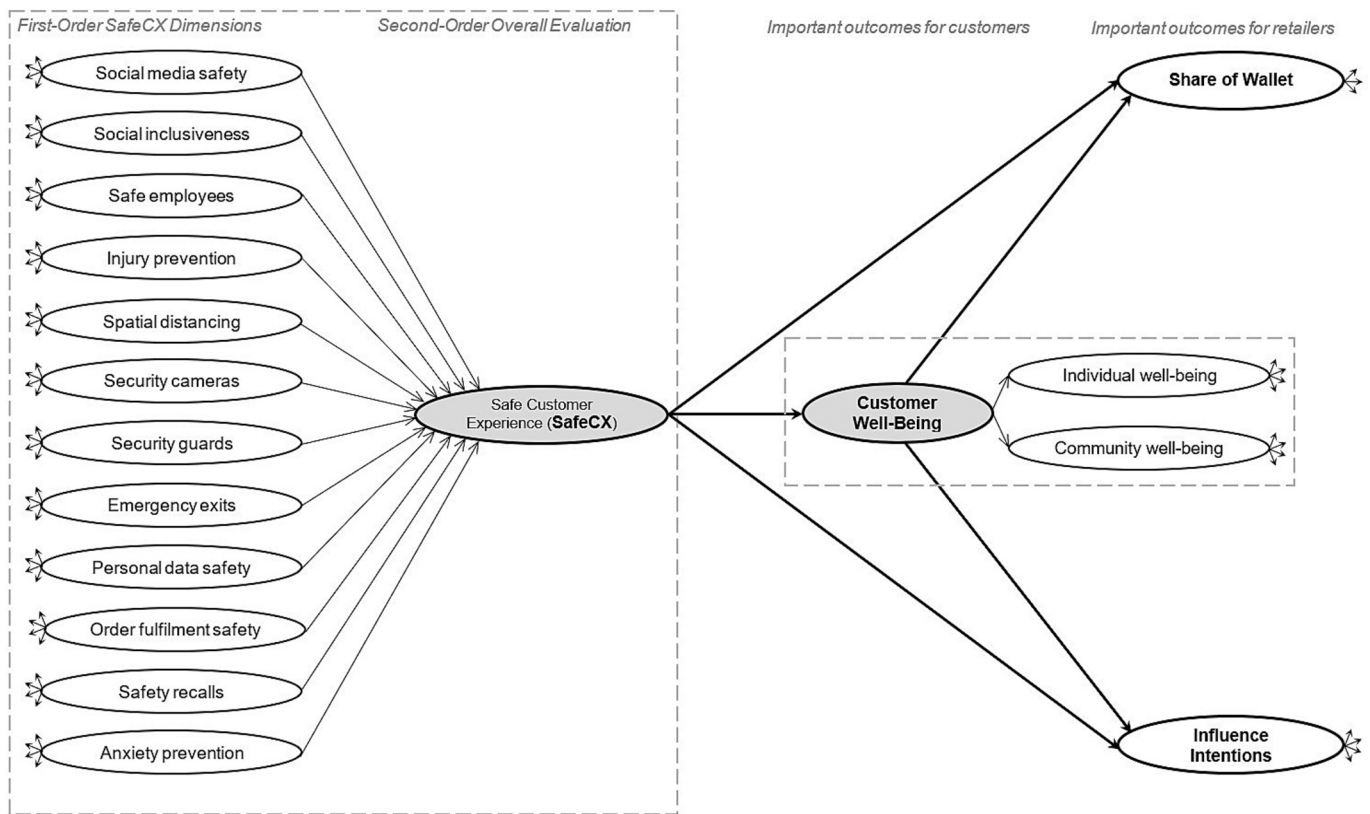 First-Order SafeCX Dimensions
Second-Order Overall Evaluation
Important outcomes for customers
Important outcomes for retailers
Social media safety
Social inclusiveness
Safe employees
Injury prevention
Spatial distancing
Security cameras
Security guards
Emergency exits
Personal data safety
Order fulfilment safety
Safety recalls
Anxiety prevention
Safe Customer
Experience (SafeCX)
Customer
Well-Being
Individual well-being
Community well-being
Share of Wallet
Influence
Intentions